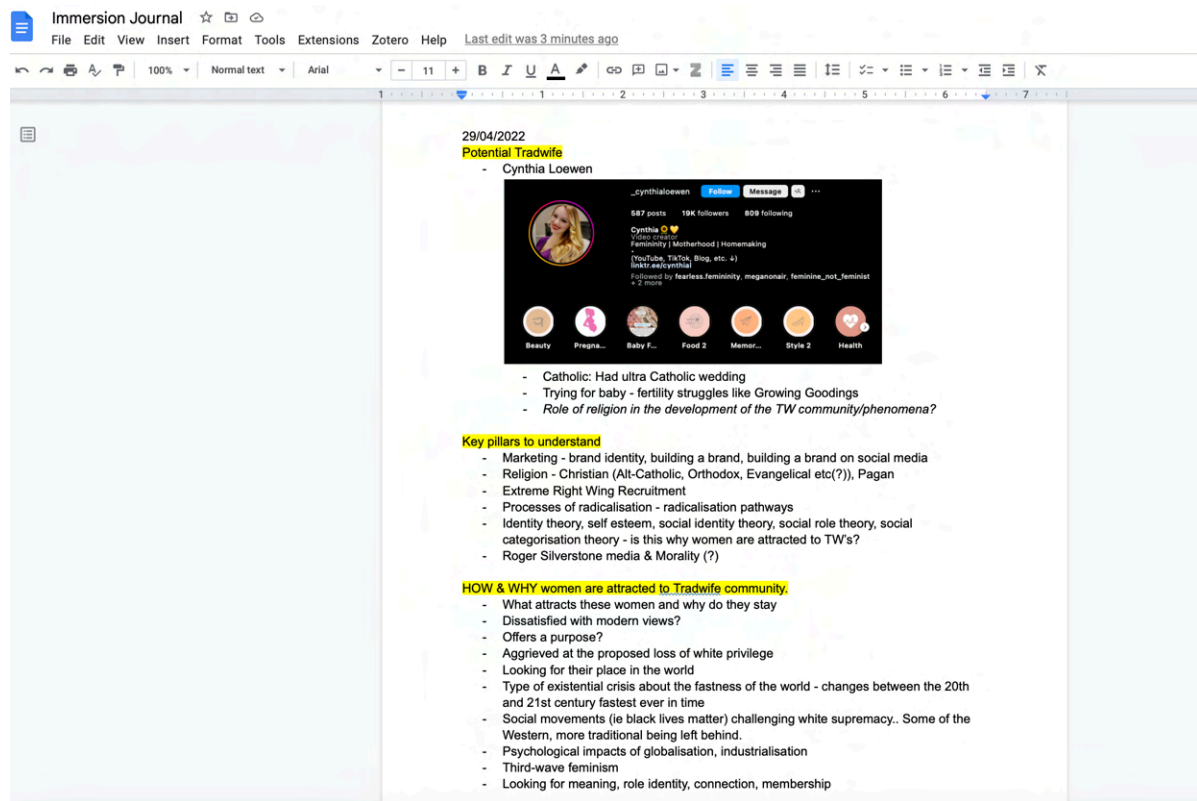 Immersion Journal
File Edit View Insert Format Tools Extensions Zotero Help Last edit was 3 minutes ago
100% Normal text Arial - 11 + B I U A
1 1 2 3 4 5 6 7
29/04/2022
Potential Tradwife
- Cynthia Loewen
_cynthialoewen Follow Message
587 posts 19K followers 809 following
Cynthia
Video creator
Femininity | Motherhood | Homemaking
-
(YouTube, TikTok, Blog, etc. ↓)
linktr.ee/cynthial
Followed by fearless.femininity, meganonair, feminine_not_feminist
+ 2 more
Beauty Pregna... Baby F... Food 2 Memor... Style 2 Health
- Catholic: Had ultra Catholic wedding
- Trying for baby - fertility struggles like Growing Goodings
- Role of religion in the development of the TW community/phenomena?
Key pillars to understand
- Marketing - brand identity, building a brand, building a brand on social media
- Religion - Christian (Alt-Catholic, Orthodox, Evangelical etc(?)), Pagan
- Extreme Right Wing Recruitment
- Processes of radicalisation - radicalisation pathways
- Identity theory, self esteem, social identity theory, social role theory, social
categorisation theory - is this why women are attracted to TW's?
- Roger Silverstone media & Morality (?)
HOW & WHY women are attracted to Tradwife community.
- What attracts these women and why do they stay
- Dissatisfied with modern views?
- Offers a purpose?
- Aggrieved at the proposed loss of white privilege
- Looking for their place in the world
- Type of existential crisis about the fastness of the world - changes between the 20th
and 21st century fastest ever in time
- Social movements (ie black lives matter) challenging white supremacy.. Some of the
Western, more traditional being left behind.
- Psychological impacts of globalisation, industrialisation
- Third-wave feminism
- Looking for meaning, role identity, connection, membership